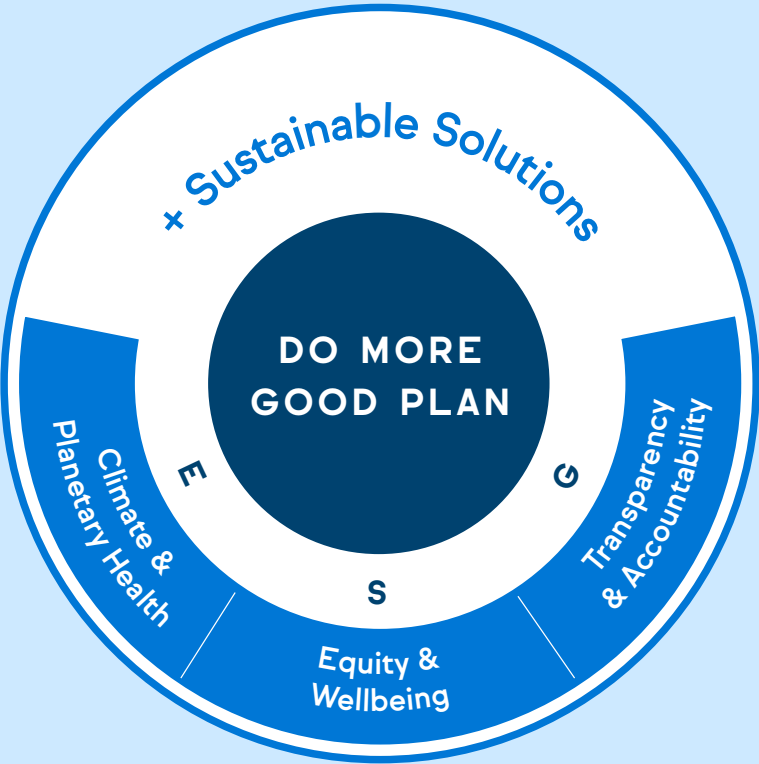 + Sustainable Solutions
DO MORE
GOOD PLAN
E
S
G
Climate &
Planetary Health
Equity &
Wellbeing
Transparency
& Accountability